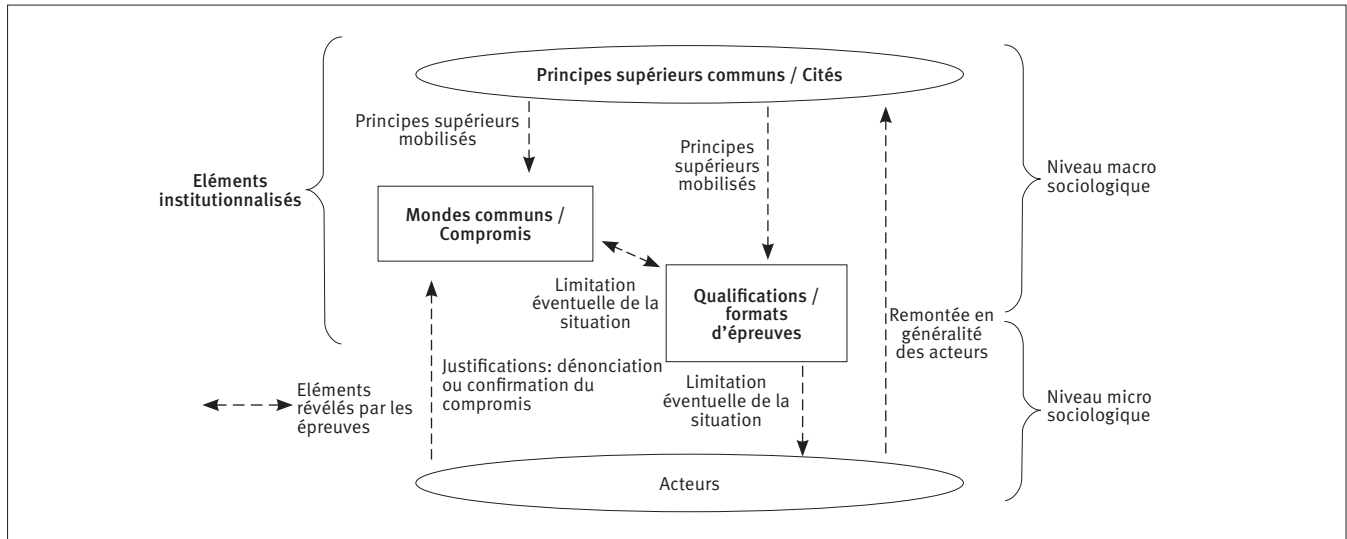 Principes supérieurs communs / Cités
Principes supérieurs
mobilisés
Principes
supérieurs
mobilisés
Eléments
institutionnalisés
Niveau macro
sociologique
Mondes communs /
Compromis
Limitation
éventuelle de la
situation
Qualifications /
formats
d’épreuves
Remontée en
généralité
des acteurs
Justifications: dénonciation
ou confirmation du
compromis
Limitation
éventuelle de la
situation
Eléments
révélés par les
épreuves
Niveau micro
sociologique
Acteurs